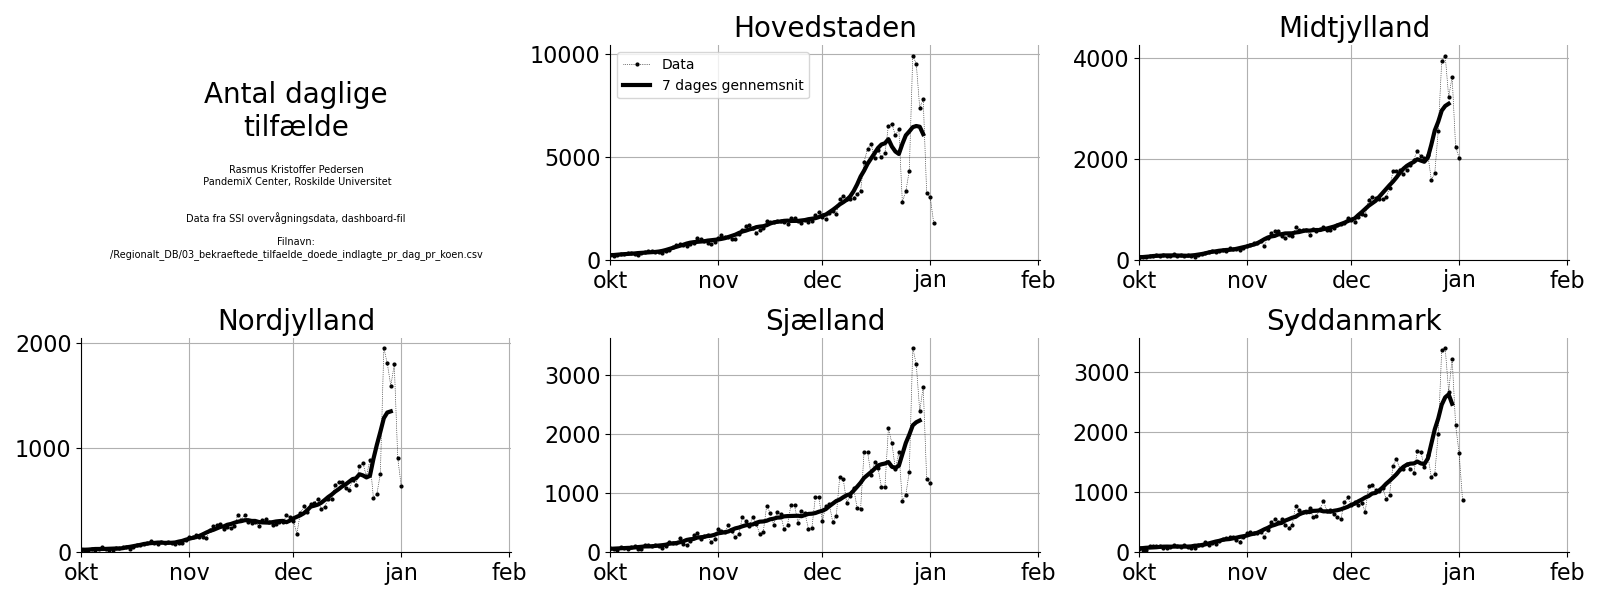 Antal daglige
tilfælde
Rasmus Kristoffer Pedersen
PandemiX Center, Roskilde Universitet
Data fra SSI overvågningsdata, dashboard-fil
Filnavn:
/Regionalt_DB/03_bekraeftede_tilfaelde_doede_indlagte_pr_dag_pr_koen.csv
Hovedstaden
10000
5000
0
Data
7 dages gennemsnit
okt nov dec jan feb
Midtjylland
4000
2000
0
okt nov dec jan feb
Nordjylland
2000
1000
0
okt nov dec jan feb
Sjælland
3000
2000
1000
0
okt nov dec jan feb
Syddanmark
3000
2000
1000
0
okt nov dec jan feb